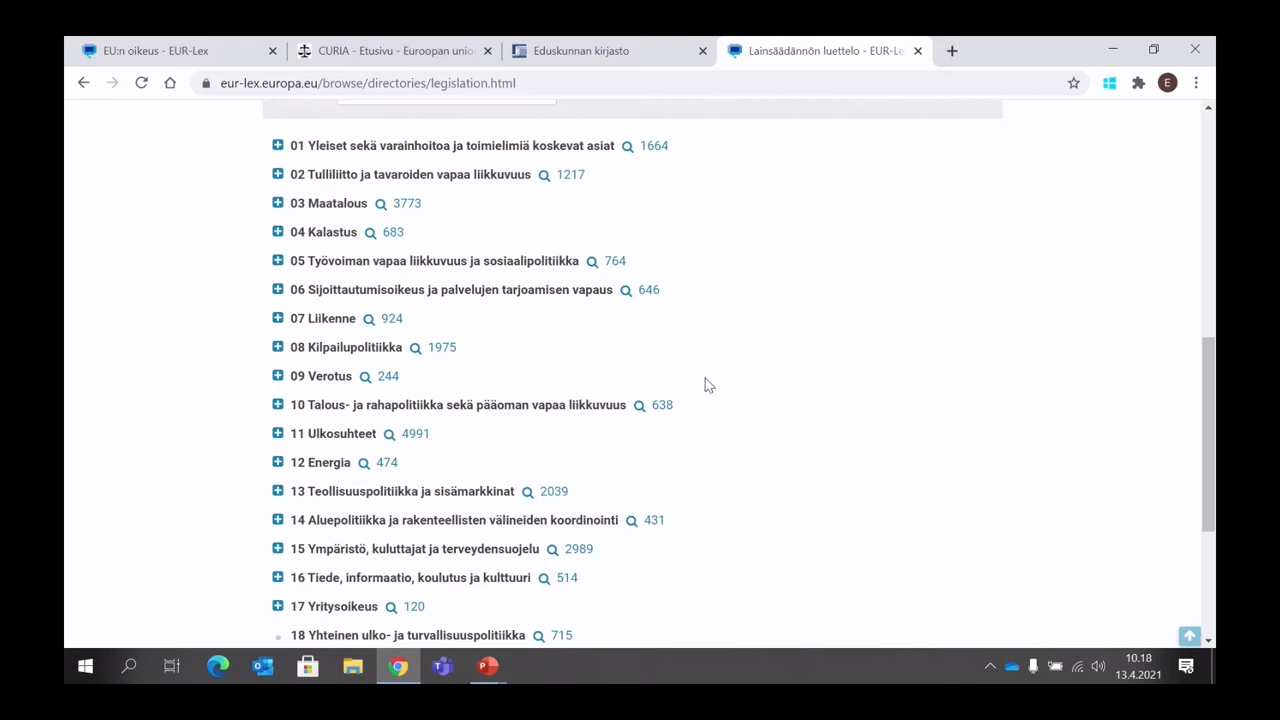 EU:n oikeus - EUR-Lex
CURIA - Etusivu - Euroopan unio
Eduskunnan kirjasto
Lainsäädännön luettelo - EUR-Le
eur-lex.europa.eu/browse/directories/legislation.html
E
01 Yleiset sekä varainhoitoa ja toimielimiä koskevat asiat 1664
02 Tulliliitto ja tavaroiden vapaa liikkuvuus 1217
03 Maatalous 3773
04 Kalastus 683
05 Työvoiman vapaa liikkuvuus ja sosiaalipolitiikka 764
06 Sijoittautumisoikeus ja palvelujen tarjoamisen vapaus 646
07 Liikenne 924
08 Kilpailupolitiikka 1975
09 Verotus 244
10 Talous- ja rahapolitiikka sekä pääoman vapaa liikkuvuus 638
11 Ulkosuhteet 4991
12 Energia 474
13 Teollisuuspolitiikka ja sisämarkkinat 2039
14 Aluepolitiikka ja rakenteellisten välineiden koordinointi 431
15 Ympäristö, kuluttajat ja terveydensuojelu 2989
16 Tiede, informaatio, koulutus ja kulttuuri 514
17 Yritysoikeus 120
18 Yhteinen ulko- ja turvallisuuspolitiikka 715
10.18
13.4.2021